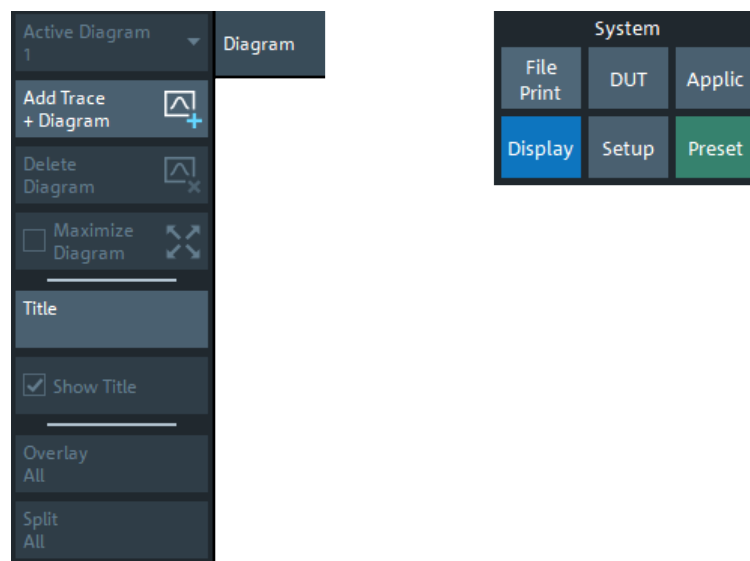 Active Diagram
1
Add Trace
+ Diagram
Delete
Diagram
Maximize
Diagram
Title
Show Title
Overlay
All
Split
All
Diagram
System
File
Print
DUT
Applic
Display
Setup
Preset